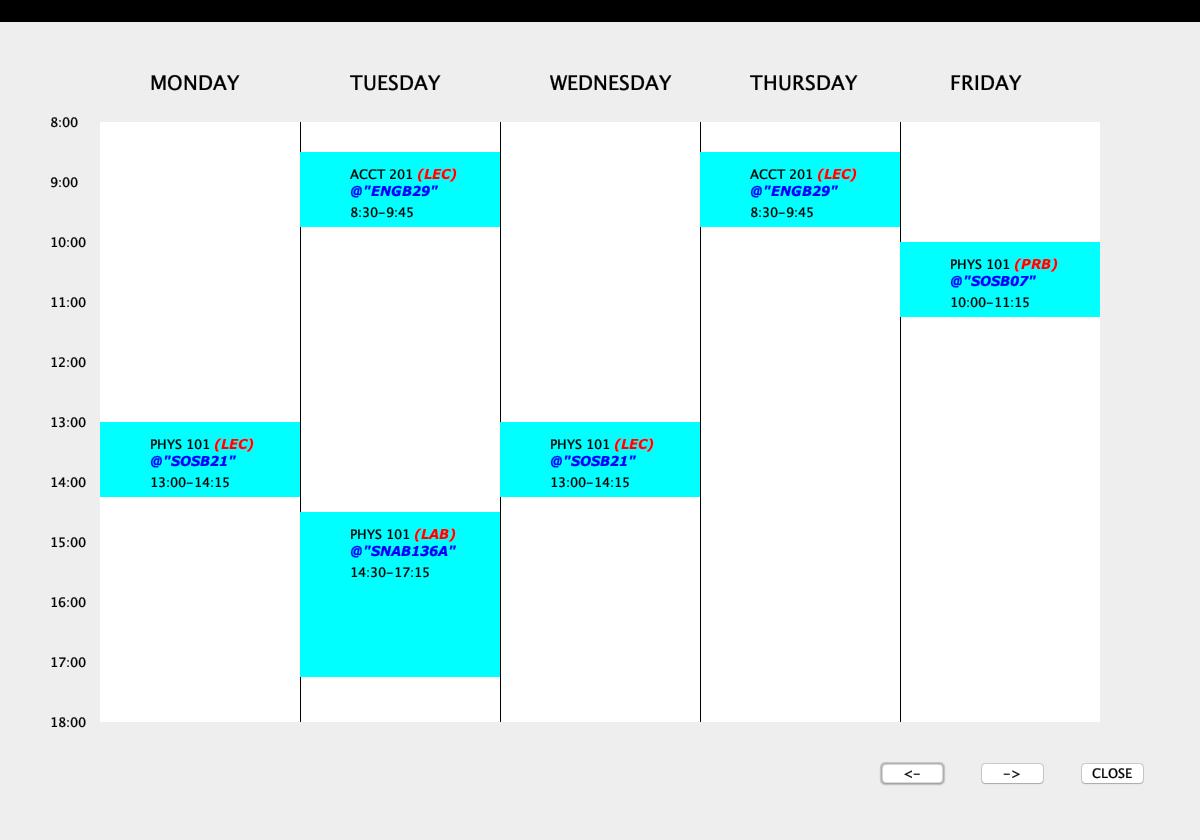 MONDAY TUESDAY WEDNESDAY THURSDAY FRIDAY
8:00
ACCT 201 (LEC)
@"ENGB29"
8:30-9:45
ACCT 201 (LEC)
@"ENGB29"
8:30-9:45
9:00
10:00
PHYS 101 (PRB)
@"SOSB07"
10:00-11:15
11:00
12:00
13:00
PHYS 101 (LEC)
@"SOSB21"
13:00-14:15
PHYS 101 (LEC)
@"SOSB21"
13:00-14:15
14:00
PHYS 101 (LAB)
@"SNAB136A"
14:30-17:15
15:00
16:00
17:00
18:00
<- -> CLOSE